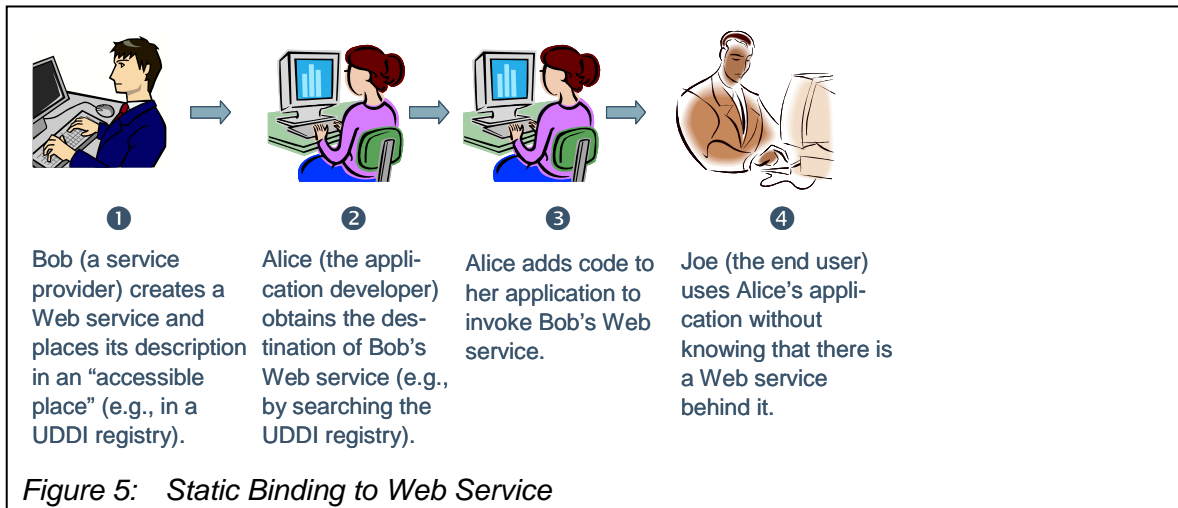 ❶
Bob (a service
provider) creates a
Web service and
places its description
in an “accessible
place” (e.g., in a
UDDI registry).
❷
Alice (the appli-
cation developer)
obtains the des-
tination of Bob’s
Web service (e.g.,
by searching the
UDDI registry).
❸
Alice adds code to
her application to
invoke Bob’s Web
service.
❹
Joe (the end user)
uses Alice’s appli-
cation without
knowing that there is
a Web service
behind it.
Figure 5: Static Binding to Web Service